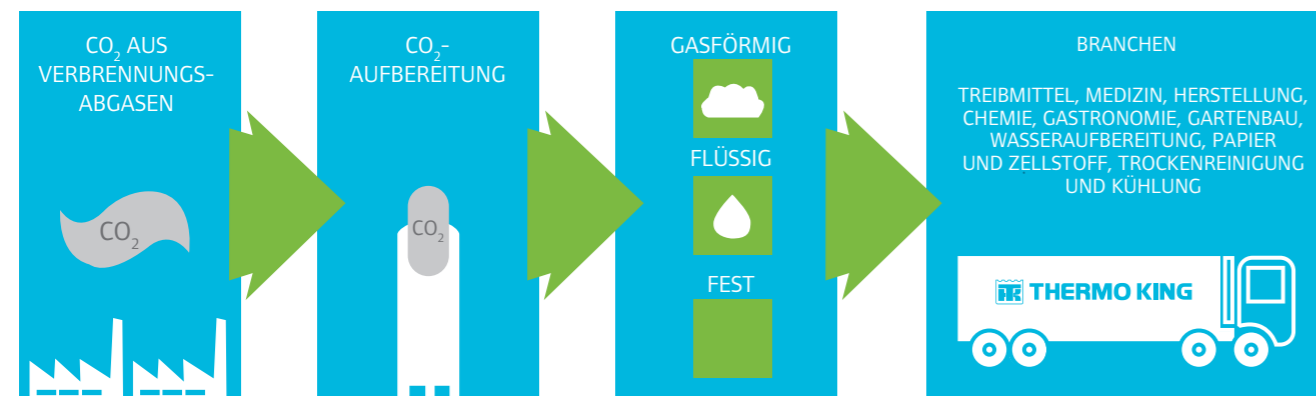 CO₂ AUS
VERBRENNUNGS-
ABGASEN
CO₂
CO₂-
AUFBEREITUNG
CO₂
GASFÖRMIG
FLÜSSIG
FEST
BRANCHEN
TREIBMITTEL, MEDIZIN, HERSTELLUNG,
CHEMIE, GASTRONOMIE, GARTENBAU,
WASSERAUFBEREITUNG, PAPIER
UND ZELLSTOFF, TROCKENREINIGUNG
UND KÜHLUNG
TK THERMO KING